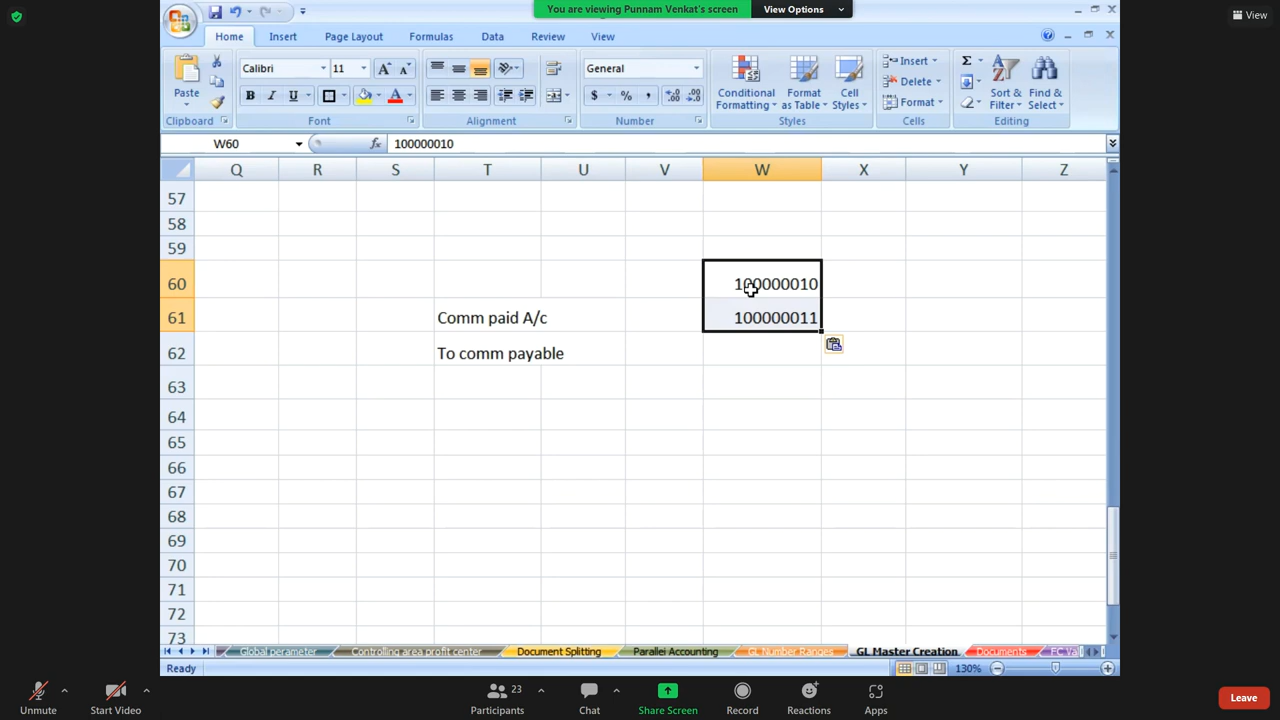 You are viewing Punnam Venkat's screen
View Options
View
Home Insert Page Layout Formulas Data Review View
Paste
Clipboard
Calibri 11
B I U
Font
Alignment
General
$ % ,
Number
Conditional Formatting
Format as Table
Cell Styles
Styles
Insert
Delete
Format
Cells
Sort & Filter
Find & Select
Editing
W60 fx 100000010
Q R S T U V W X Y Z
57
58
59
60 100000010
61 Comm paid A/c 100000011
62 To comm payable
63
64
65
66
67
68
69
70
71
72
73
Global perameter Controlling area profit center Document Splitting Parallel Accounting GL Number Ranges GL Master Creation Documents FC Va
Ready 130%
Unmute Start Video Participants 23 Chat Share Screen Record Reactions Apps Leave